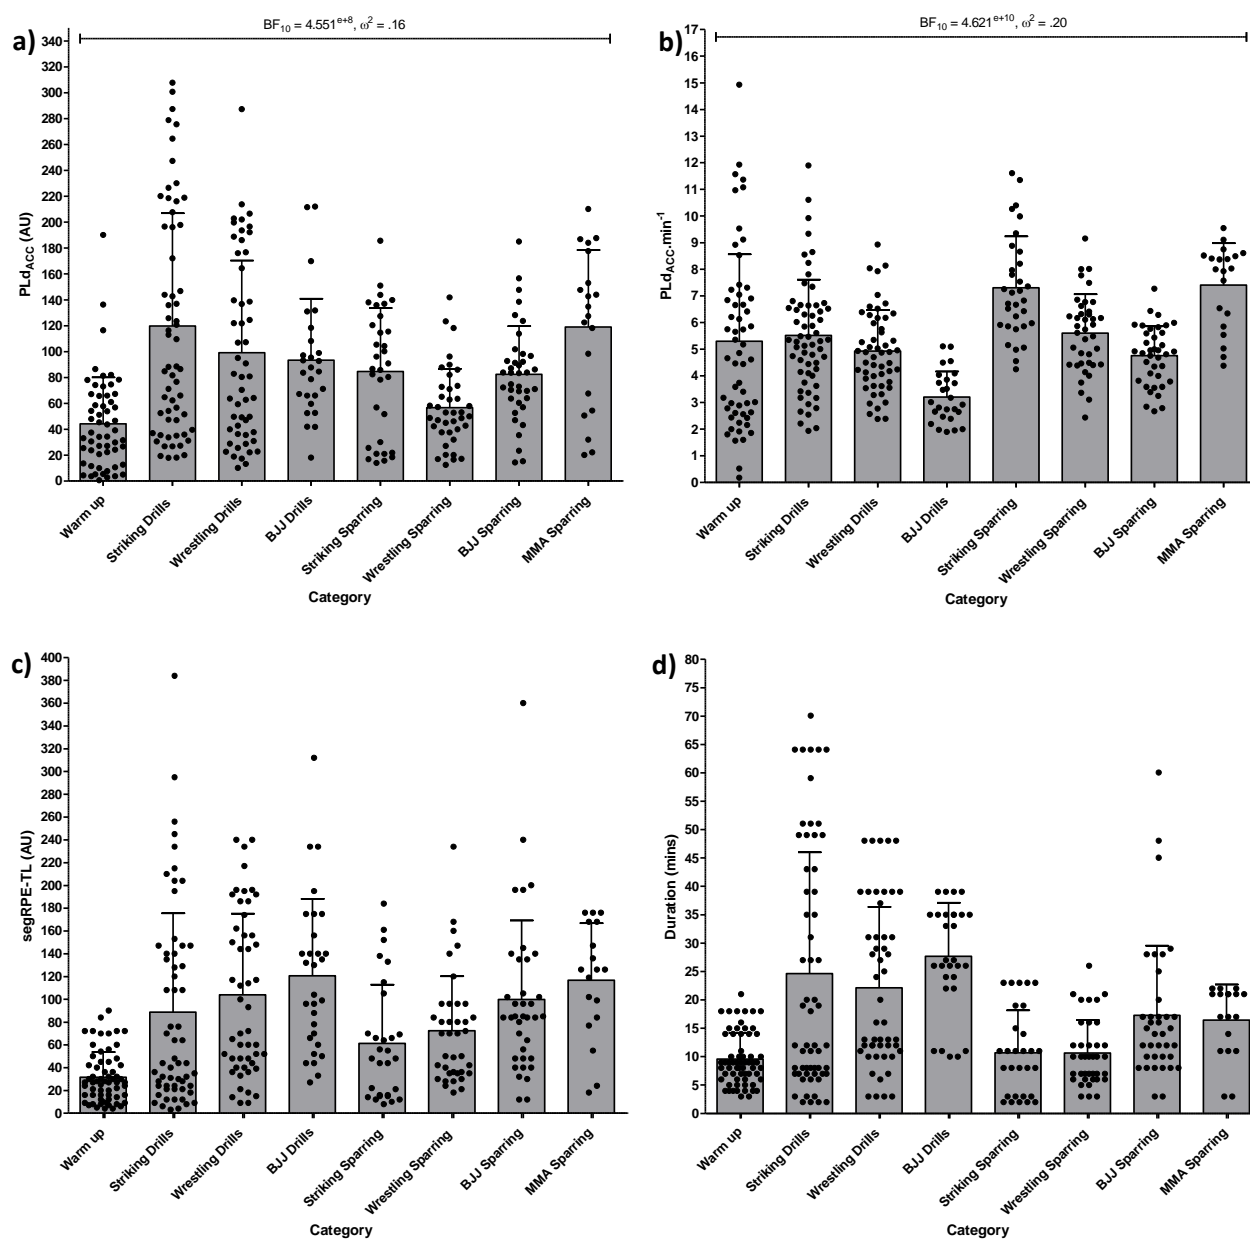 a)
BF10 = 4.551e+8, ω2 = .16
PLdACC (AU)
340
320
300
280
260
240
220
200
180
160
140
120
100
80
60
40
20
0
Warm up
Striking Drills
Wrestling Drills
BJJ Drills
Striking Sparring
Wrestling Sparring
BJJ Sparring
MMA Sparring
Category
b)
BF10 = 4.621e+10, ω2 = .20
PLdACC.min-1
17
16
15
14
13
12
11
10
9
8
7
6
5
4
3
2
1
0
Warm up
Striking Drills
Wrestling Drills
BJJ Drills
Striking Sparring
Wrestling Sparring
BJJ Sparring
MMA Sparring
Category
c)
segRPE-TL (AU)
400
380
360
340
320
300
280
260
240
220
200
180
160
140
120
100
80
60
40
20
0
Warm up
Striking Drills
Wrestling Drills
BJJ Drills
Striking Sparring
Wrestling Sparring
BJJ Sparring
MMA Sparring
Category
d)
Duration (mins)
80
75
70
65
60
55
50
45
40
35
30
25
20
15
10
5
0
Warm up
Striking Drills
Wrestling Drills
BJJ Drills
Striking Sparring
Wrestling Sparring
BJJ Sparring
MMA Sparring
Category